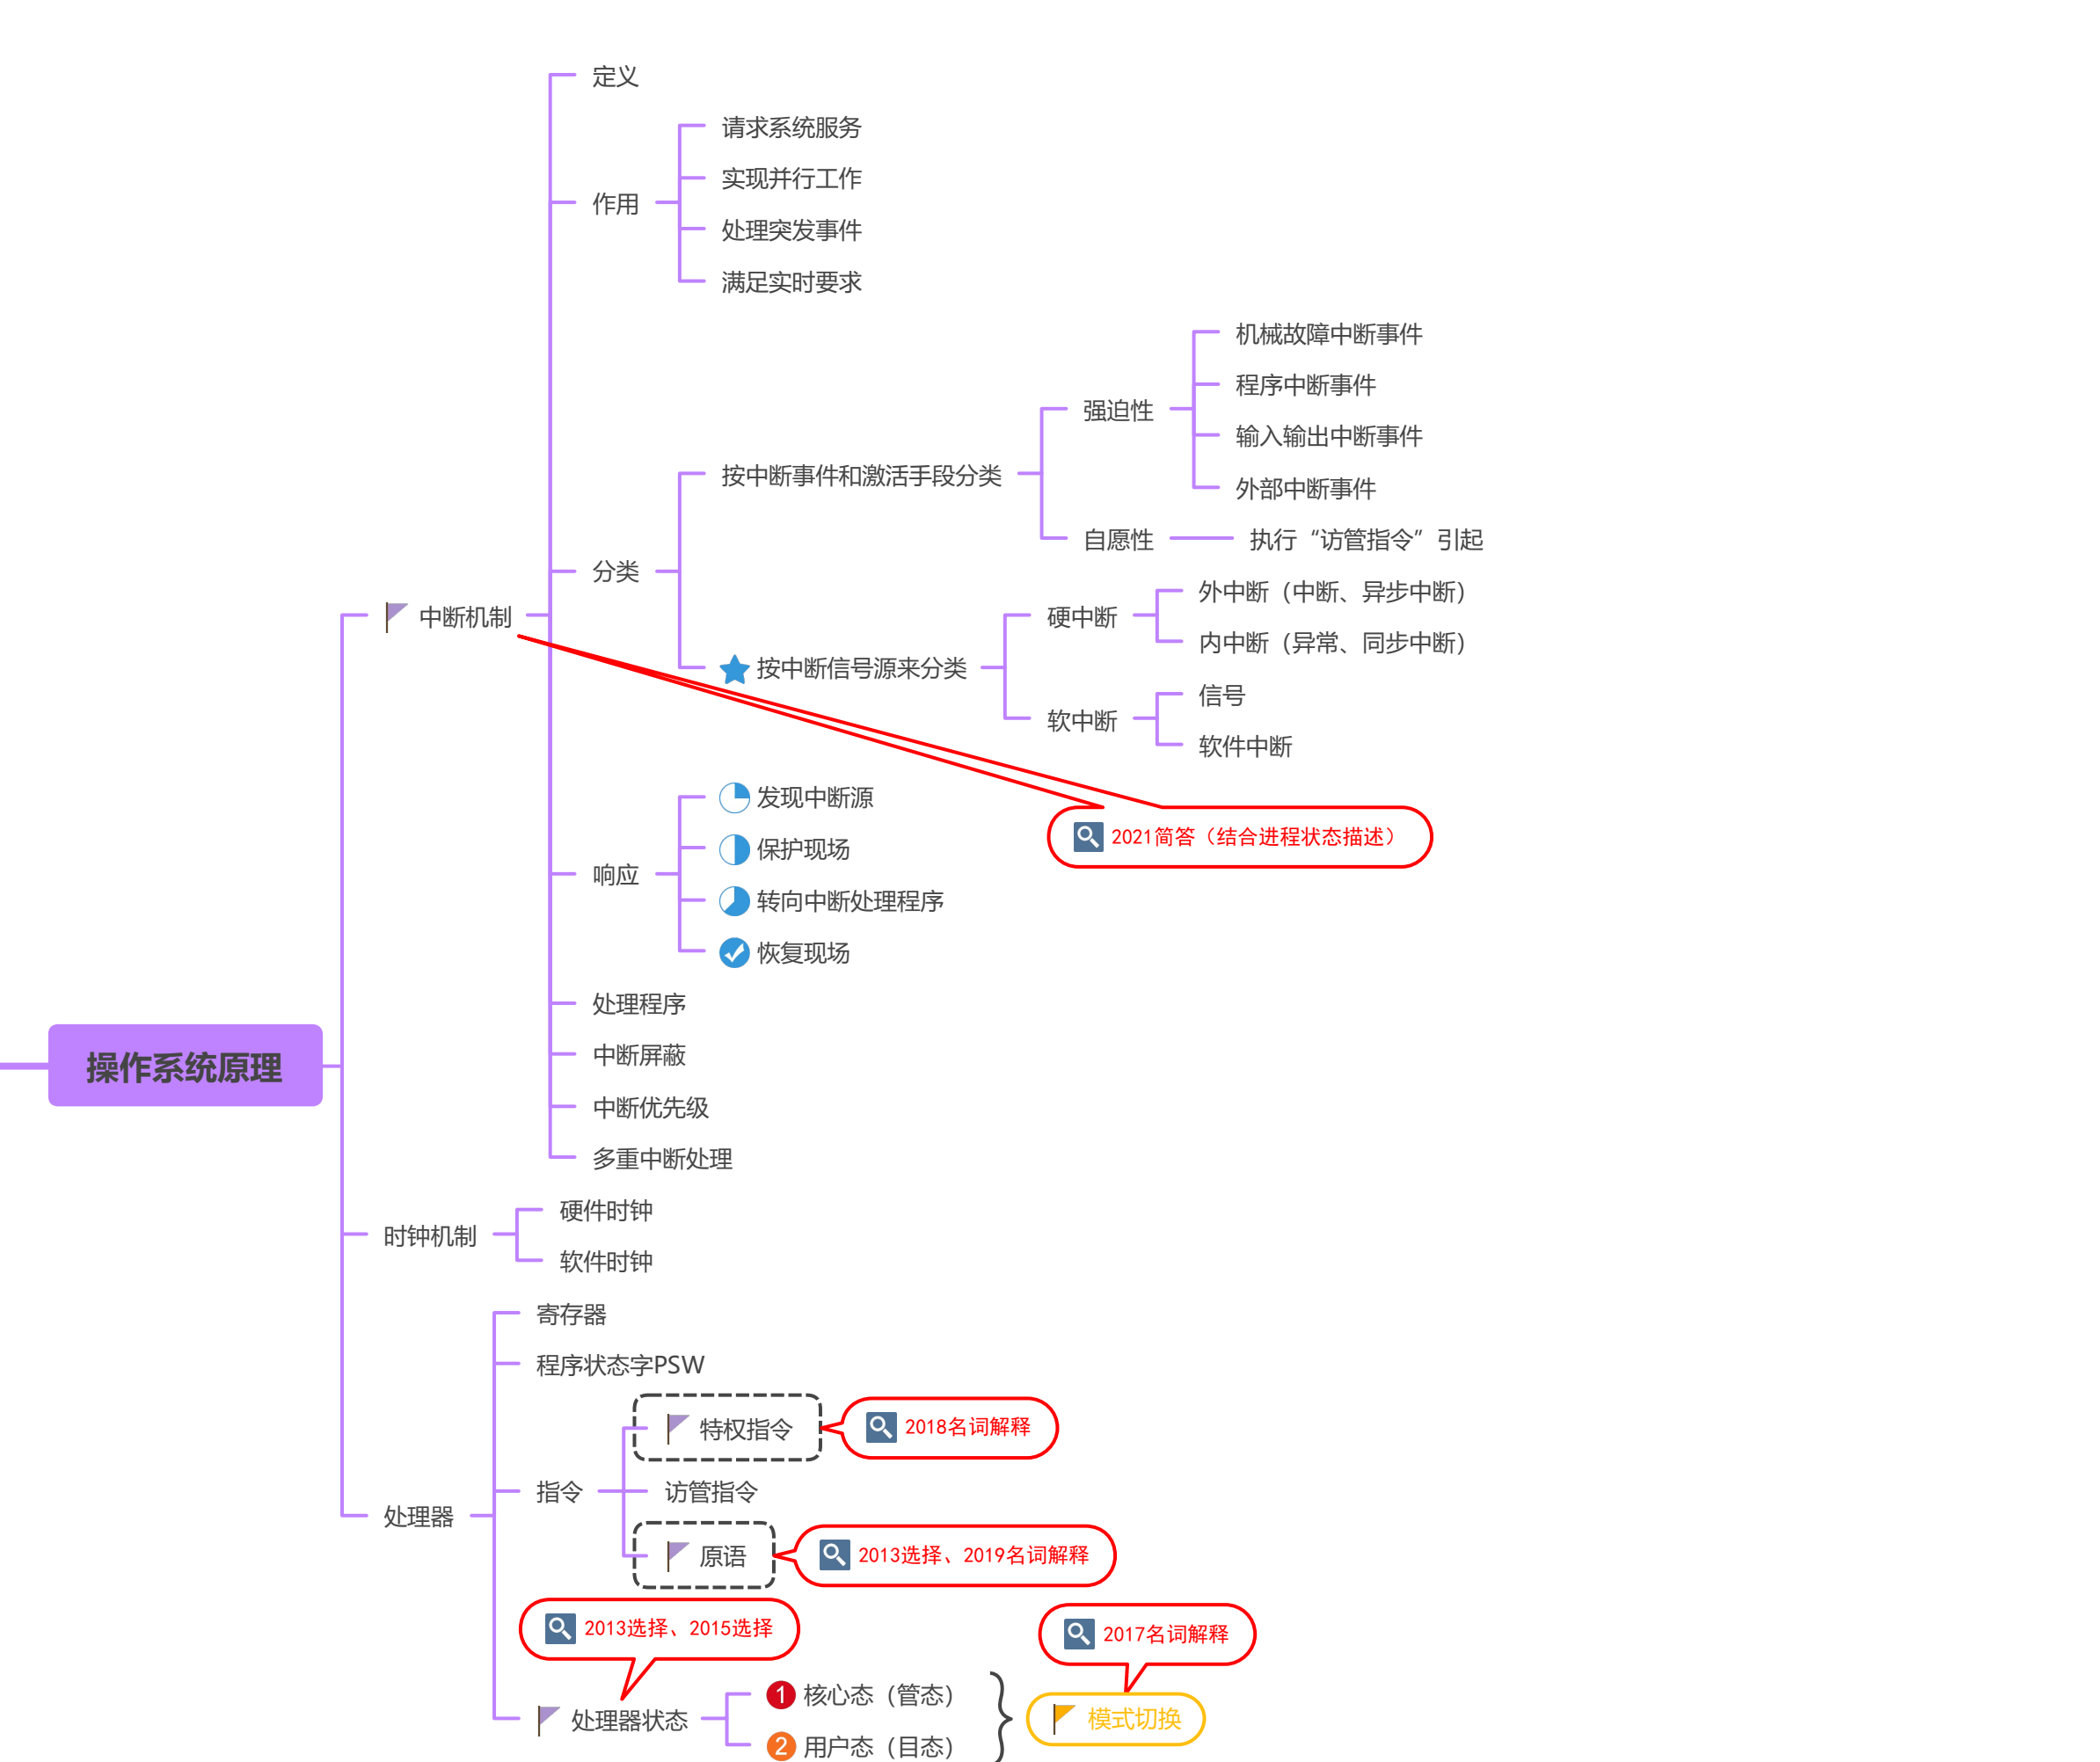 操作系统原理
中断机制
定义
作用
请求系统服务
实现并行工作
处理突发事件
满足实时要求
分类
按中断事件和激活手段分类
强迫性
机械故障中断事件
程序中断事件
输入输出中断事件
外部中断事件
自愿性
执行“访管指令”引起
按中断信号源来分类
硬中断
外中断（中断、异步中断）
内中断（异常、同步中断）
软中断
信号
软件中断
2021简答（结合进程状态描述）
响应
发现中断源
保护现场
转向中断处理程序
恢复现场
处理程序
中断屏蔽
中断优先级
多重中断处理
时钟机制
硬件时钟
软件时钟
处理器
寄存器
程序状态字PSW
指令
特权指令
2018名词解释
访管指令
原语
2013选择、2019名词解释
2013选择、2015选择
处理器状态
1 核心态（管态）
2 用户态（目态）
2017名词解释
模式切换